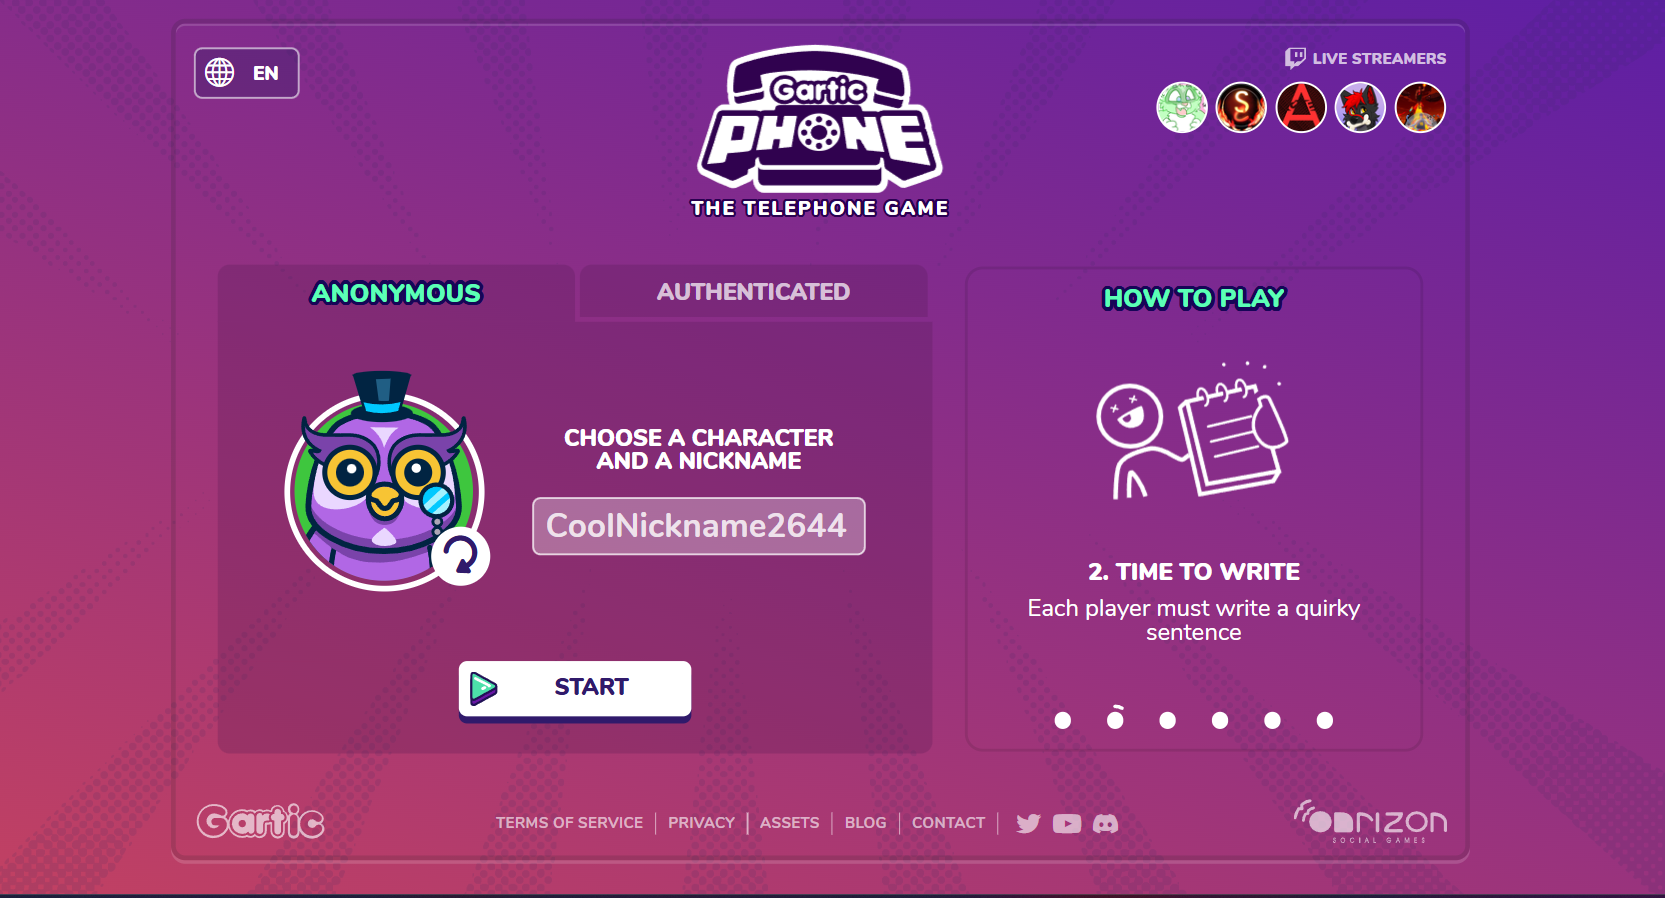 EN
Gartic
PHONE
THE TELEPHONE GAME
LIVE STREAMERS
S
A
ANONYMOUS
AUTHENTICATED
CHOOSE A CHARACTER
AND A NICKNAME
CoolNickname2644
START
HOW TO PLAY
2. TIME TO WRITE
Each player must write a quirky
sentence
Gartic
TERMS OF SERVICE
PRIVACY
ASSETS
BLOG
CONTACT
ONRIZON
SOCIAL GAMES